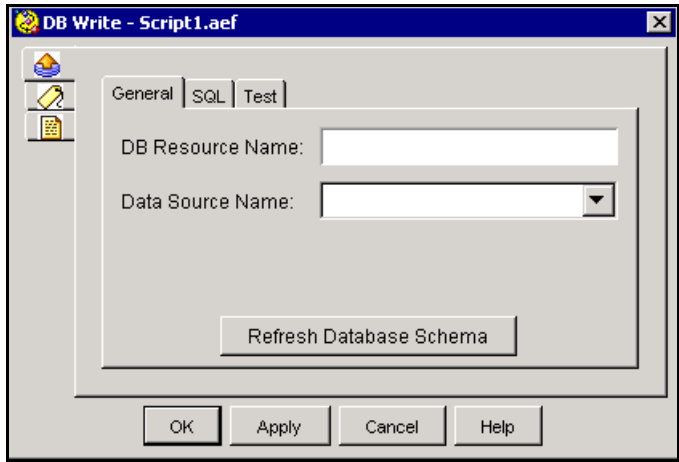 DB Write - Script1.aef
General SQL Test
DB Resource Name:
Data Source Name:
Refresh Database Schema
OK Apply Cancel Help